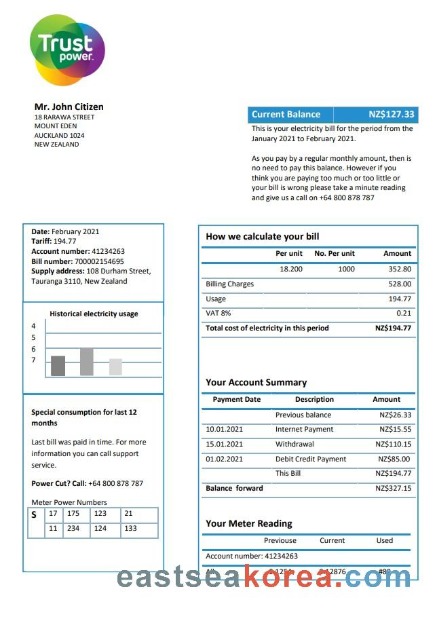 Trust
power.
Mr. John Citizen
18 RARAWA STREET
MOUNT EDEN
AUCKLAND 1024
NEW ZEALAND
Current Balance NZ$127.33
This is your electricity bill for the period from the
January 2021 to February 2021.
As you pay by a regular monthly amount, then is
no need to pay this balance. However if you
think you are paying too much or too little or
your bill is wrong please take a minute reading
and give us a call on +64 800 878 787
Date: February 2021
Tariff: 194.77
Account number: 41234263
Bill number: 700002154695
Supply address: 108 Durham Street,
Tauranga 3110, New Zealand
Historical electricity usage
4
5
6
7
Special consumption for last 12
months
Last bill was paid in time. For more
information you can call support
service.
Power Cut? Call: +64 800 878 787
Meter Power Numbers
S 17 175 123 21
11 234 124 133
How we calculate your bill
Per unit No. Per unit Amount
18.200 1000 352.80
Billing Charges 528.00
Usage 194.77
VAT 8% 0.21
Total cost of electricity in this period NZ$194.77
Your Account Summary
Payment Date Description Amount
Previous balance NZ$26.33
10.01.2021 Internet Payment NZ$15.55
15.01.2021 Withdrawal NZ$110.15
01.02.2021 Debit Credit Payment NZ$85.00
This Bill NZ$194.77
Balance forward NZ$327.15
Your Meter Reading
Previouse Current Used
Account number: 41234263
eastseakorea.com